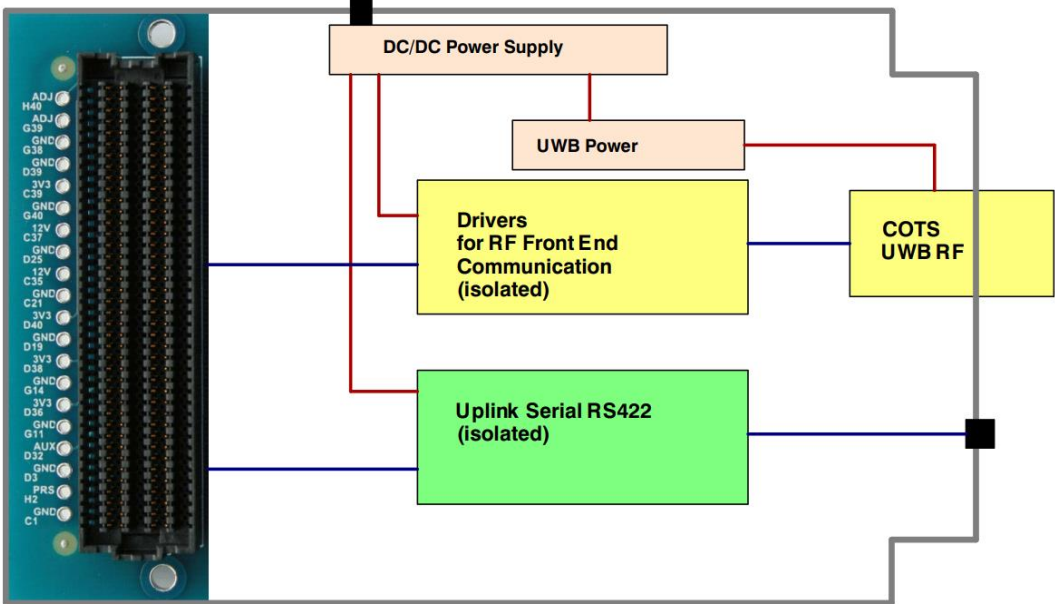 DC/DC Power Supply
UWB Power
Drivers
for RF Front End
Communication
(isolated)
COTS
UWB RF
Uplink Serial RS422
(isolated)
ADJ
H40
ADJ
G39
GND
G38
GND
D39
3V3
C39
GND
G40
12V
C37
GND
D25
12V
C35
GND
C21
3V3
D40
GND
D19
3V3
D38
GND
G14
3V3
D36
GND
G11
AUX
D32
GND
D3
PRS
H2
GND
C1